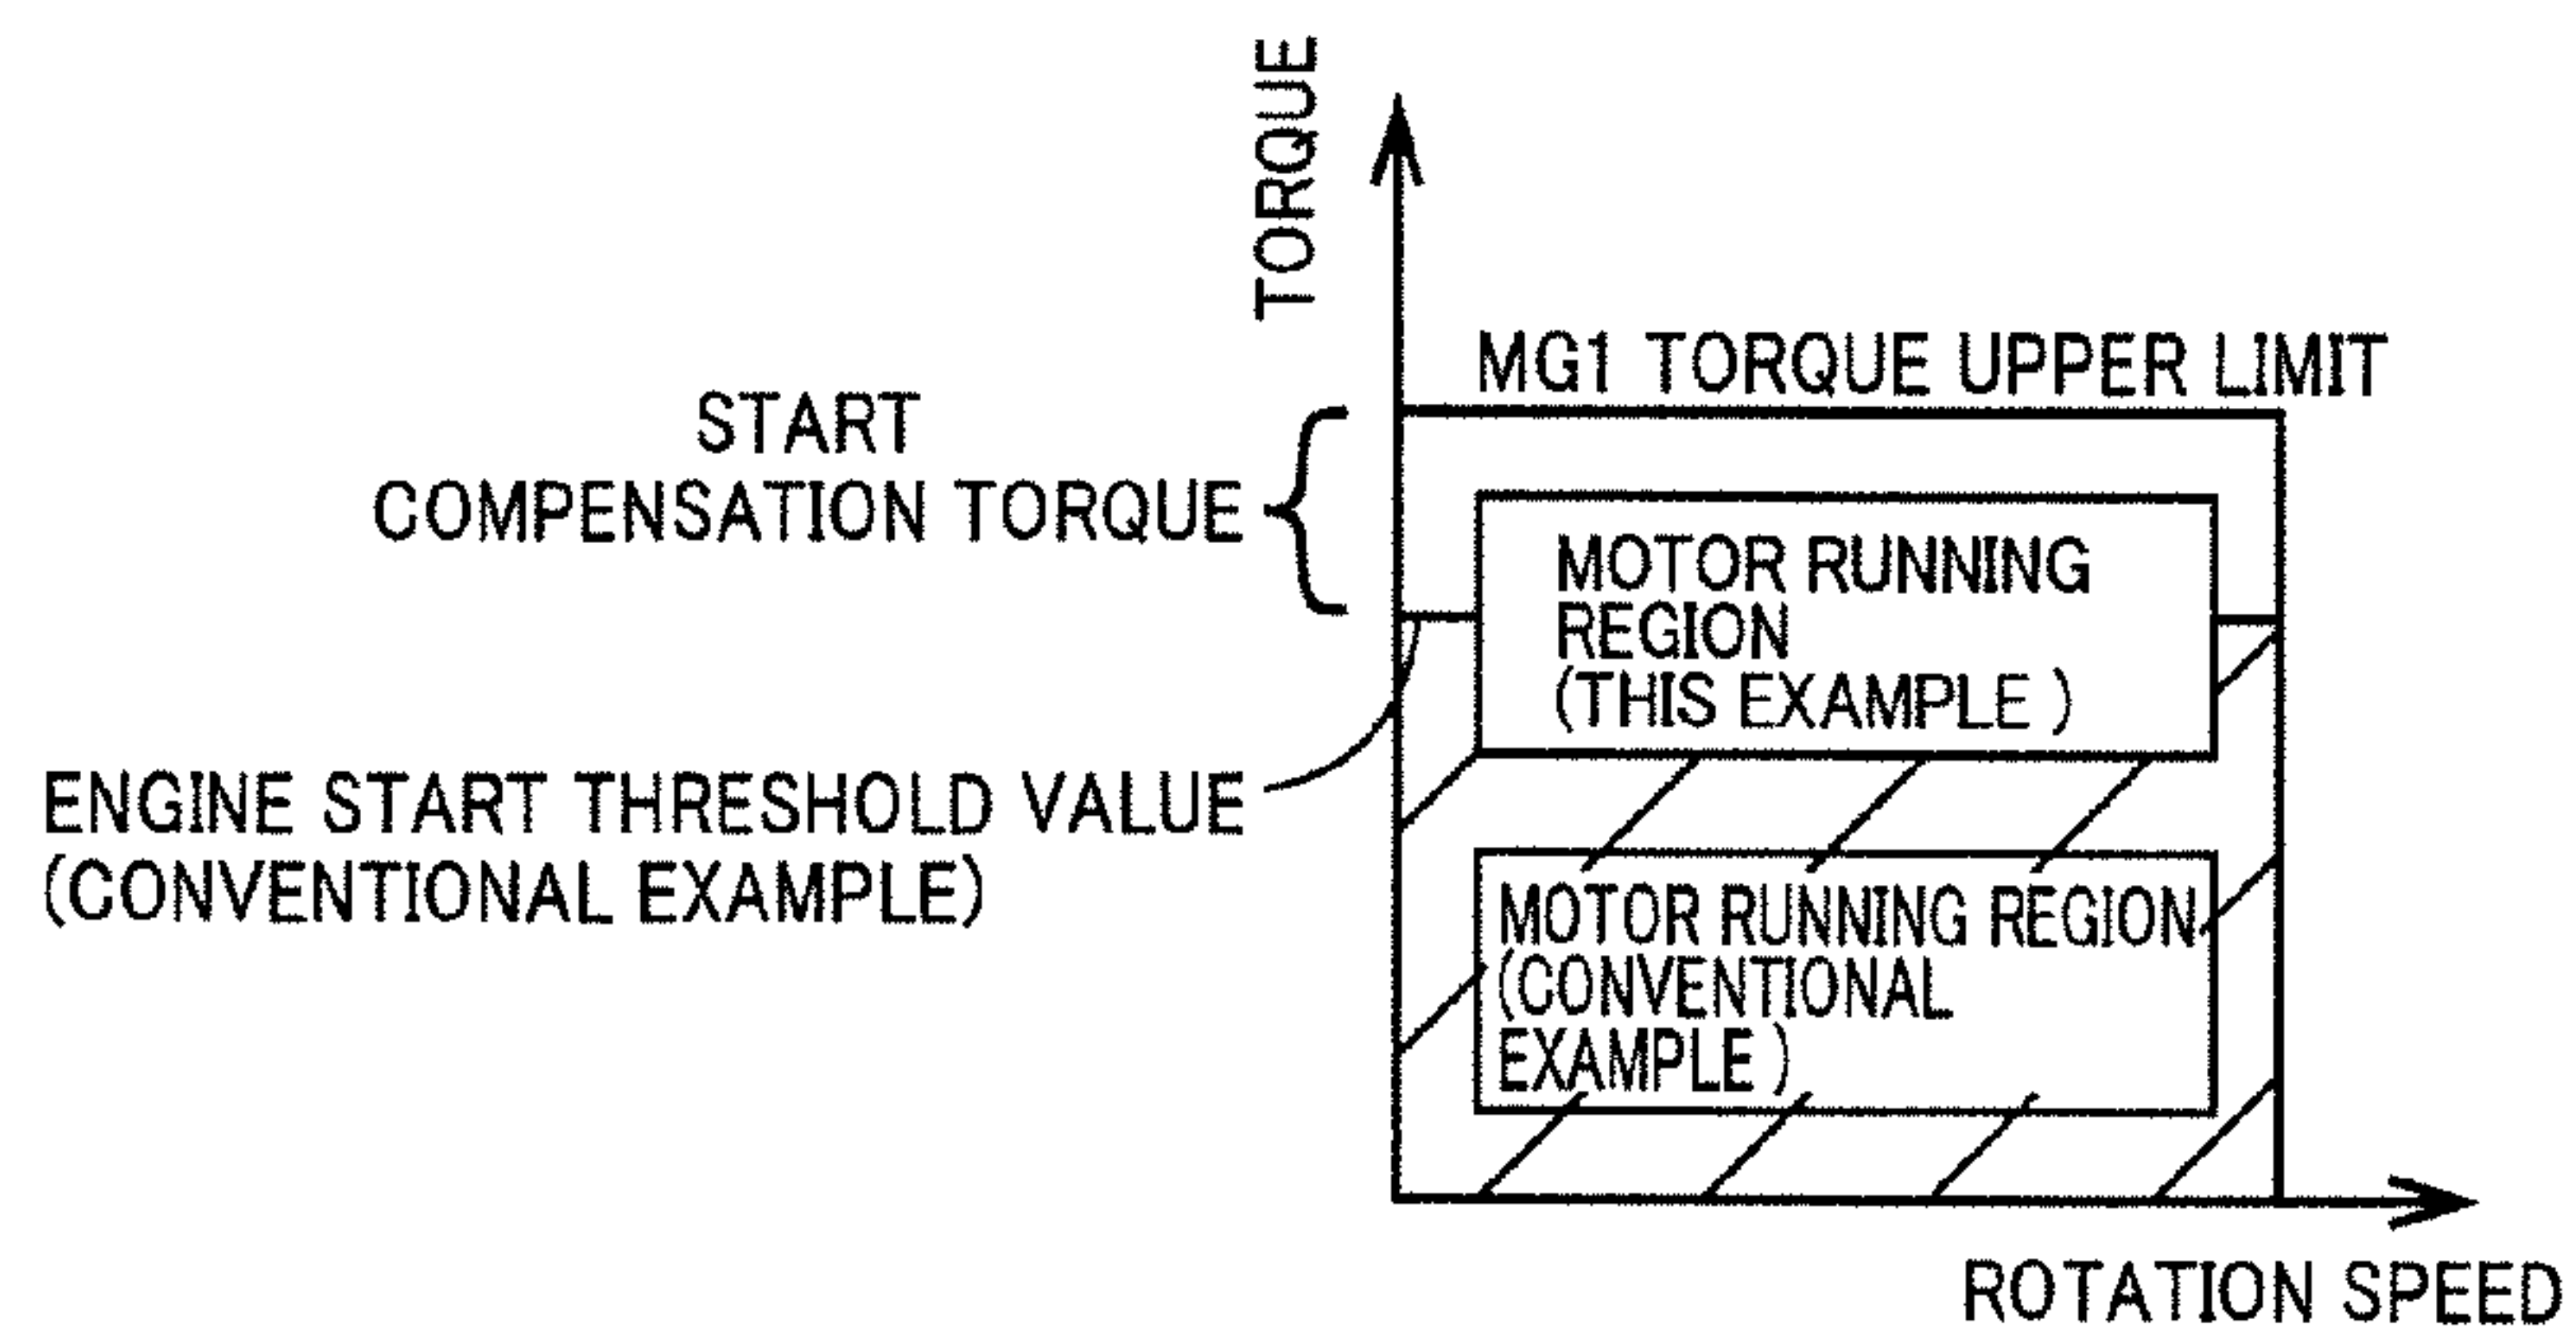 TORQUE
MG1 TORQUE UPPER LIMIT
START
COMPENSATION TORQUE
MOTOR RUNNING
REGION
(THIS EXAMPLE )
ENGINE START THRESHOLD VALUE
(CONVENTIONAL EXAMPLE)
MOTOR RUNNING REGION
(CONVENTIONAL
EXAMPLE )
ROTATION SPEED